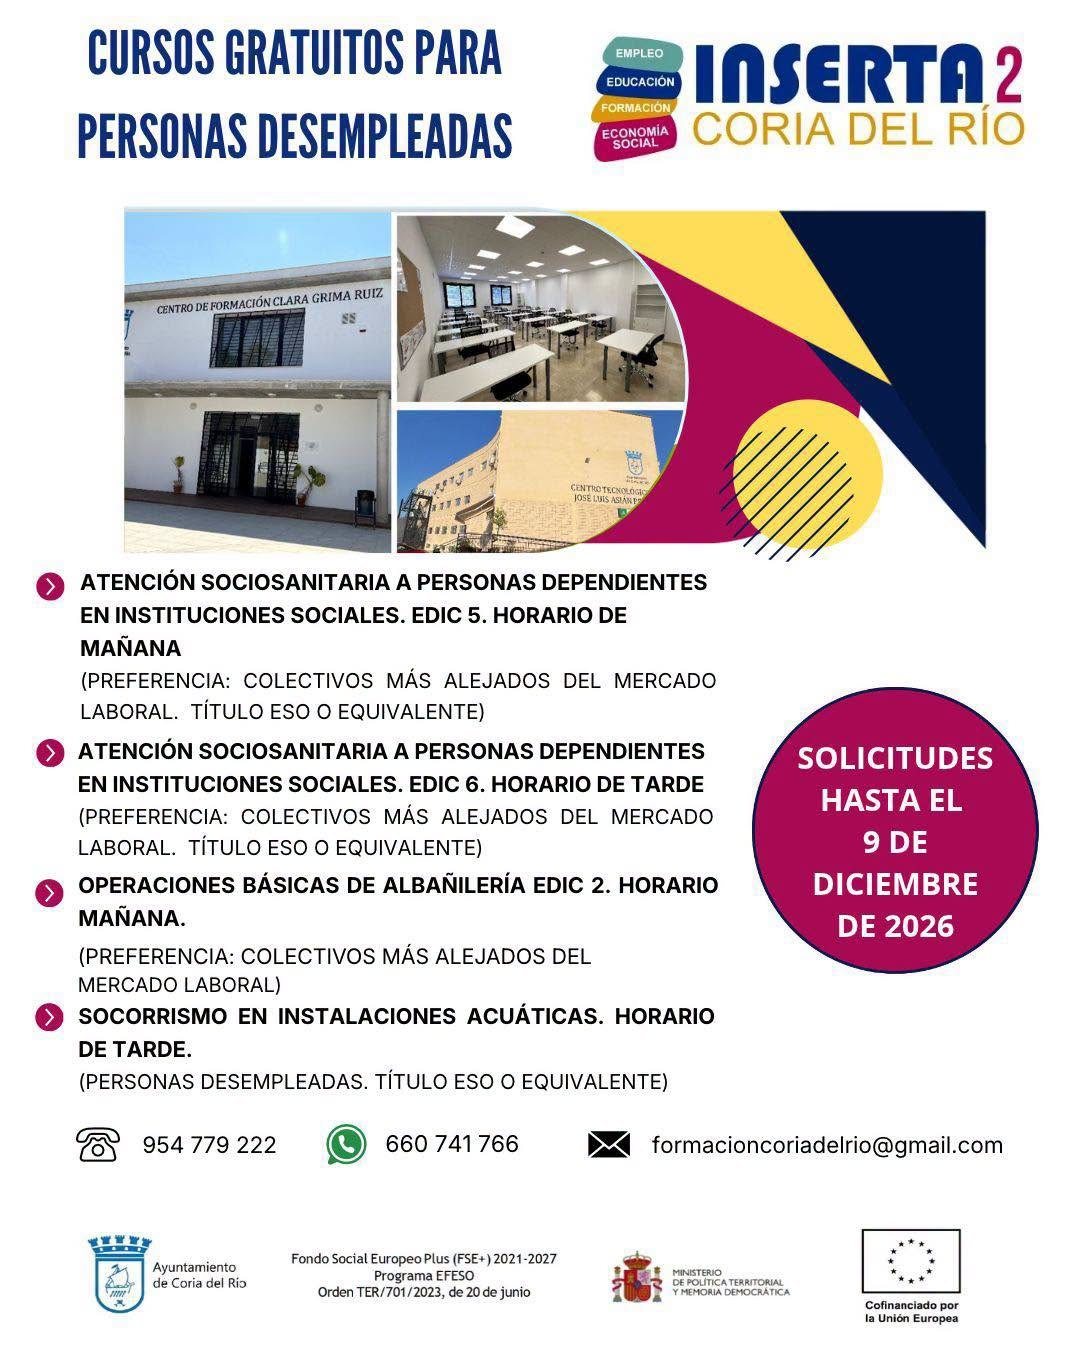 CURSOS GRATUITOS PARA
PERSONAS DESEMPLEADAS
EMPLEO
EDUCACIÓN
FORMACIÓN
ECONOMÍA
SOCIAL
INSERTA 2
CORIA DEL RÍO
CENTRO DE FORMACIÓN CLARA GRIMA RUIZ
CENTRO TECNOLÓGICO
JOSÉ LUIS ASIAN
ATENCIÓN SOCIOSANITARIA A PERSONAS DEPENDIENTES
EN INSTITUCIONES SOCIALES. EDIC 5. HORARIO DE
MAÑANA
(PREFERENCIA: COLECTIVOS MÁS ALEJADOS DEL MERCADO
LABORAL. TÍTULO ESO O EQUIVALENTE)
ATENCIÓN SOCIOSANITARIA A PERSONAS DEPENDIENTES
EN INSTITUCIONES SOCIALES. EDIC 6. HORARIO DE TARDE
(PREFERENCIA: COLECTIVOS MÁS ALEJADOS DEL MERCADO
LABORAL. TÍTULO ESO O EQUIVALENTE)
OPERACIONES BÁSICAS DE ALBAÑILERÍA EDIC 2. HORARIO
MAÑANA.
(PREFERENCIA: COLECTIVOS MÁS ALEJADOS DEL
MERCADO LABORAL)
SOCORRISMO EN INSTALACIONES ACUÁTICAS. HORARIO
DE TARDE.
(PERSONAS DESEMPLEADAS. TÍTULO ESO O EQUIVALENTE)
SOLICITUDES
HASTA EL
9 DE
DICIEMBRE
DE 2026
954 779 222
660 741 766
formacioncoriadelrio@gmail.com
Ayuntamiento
de Coria del Río
Fondo Social Europeo Plus (FSE+) 2021-2027
Programa EFESO
Orden TER/701/2023, de 20 de junio
MINISTERIO
DE POLÍTICA TERRITORIAL
Y MEMORIA DEMOCRÁTICA
Cofinanciado por
la Unión Europea